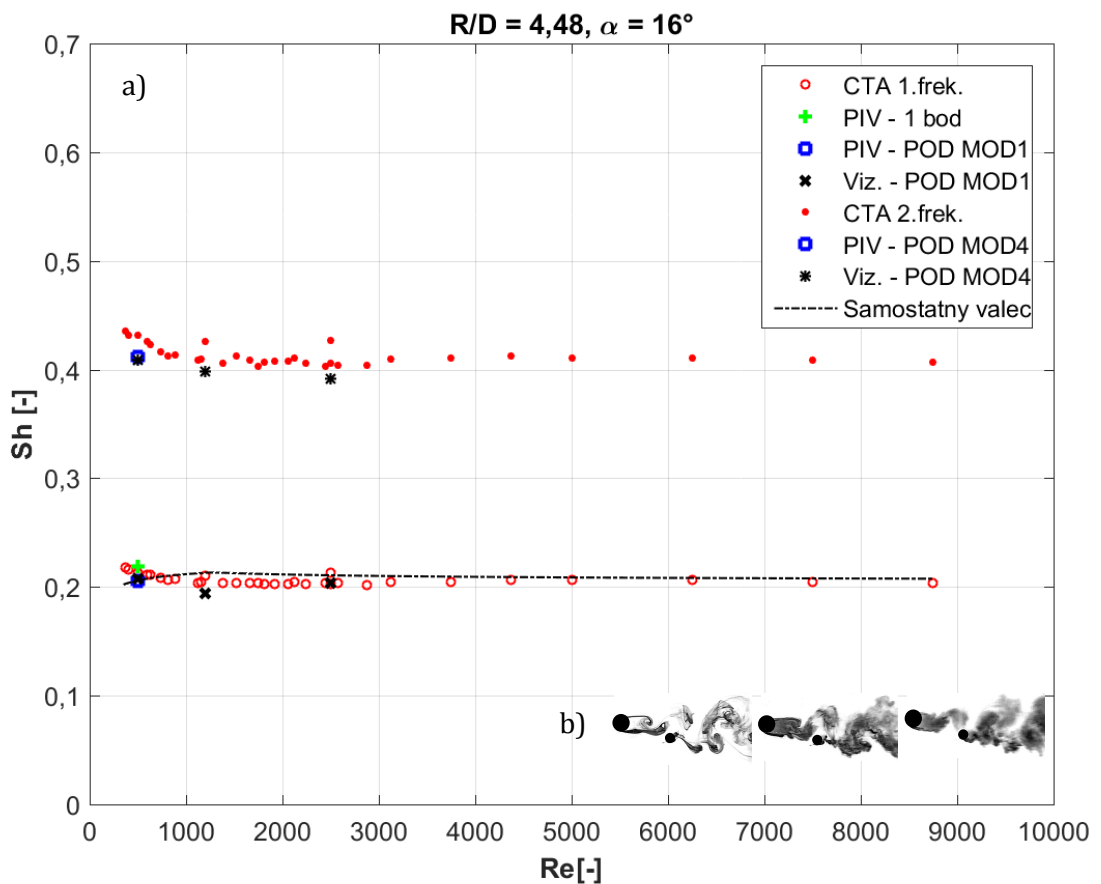 R/D = 4,48, α = 16°
a)
CTA 1.frek.
PIV - 1 bod
PIV - POD MOD1
Viz. - POD MOD1
CTA 2.frek.
PIV - POD MOD4
Viz. - POD MOD4
Samostatny valec
0,7
0,6
0,5
0,4
0,3
0,2
0,1
0
Sh [-]
b)
0 1000 2000 3000 4000 5000 6000 7000 8000 9000 10000
Re[-]